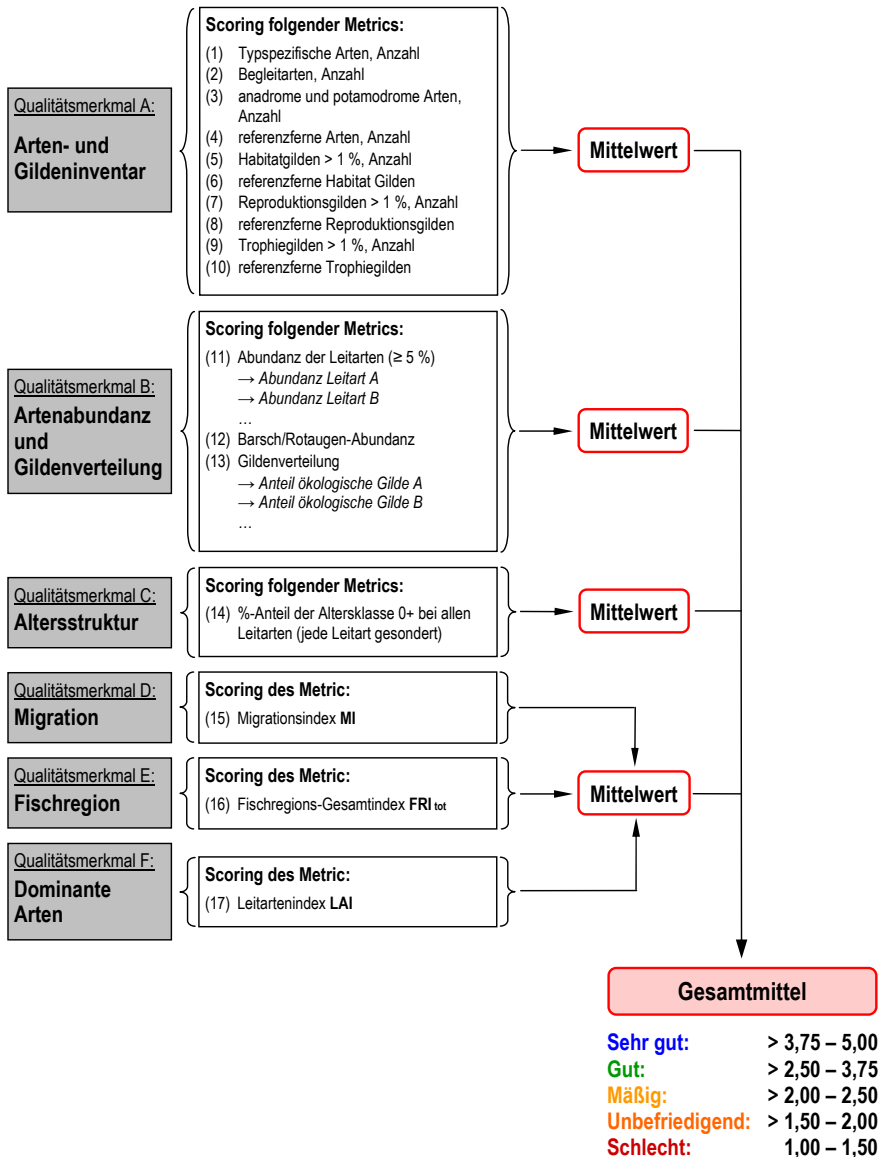 Qualitätsmerkmal A:
Arten- und
Gildeninventar
Scoring folgender Metrics:
(1) Typspezifische Arten, Anzahl
(2) Begleitarten, Anzahl
(3) anadrome und potamodrome Arten,
Anzahl
(4) referenzferne Arten, Anzahl
(5) Habitatgilden > 1 %, Anzahl
(6) referenzferne Habitat Gilden
(7) Reproduktionsgilden > 1 %, Anzahl
(8) referenzferne Reproduktionsgilden
(9) Trophiegilden > 1 %, Anzahl
(10) referenzferne Trophiegilden
Mittelwert
Qualitätsmerkmal B:
Artenabundanz
und
Gildenverteilung
Scoring folgender Metrics:
(11) Abundanz der Leitarten (≥ 5 %)
→ Abundanz Leitart A
→ Abundanz Leitart B
…
(12) Barsch/Rotaugen-Abundanz
(13) Gildenverteilung
→ Anteil ökologische Gilde A
→ Anteil ökologische Gilde B
…
Mittelwert
Qualitätsmerkmal C:
Altersstruktur
Scoring folgender Metrics:
(14) %-Anteil der Altersklasse 0+ bei allen
Leitarten (jede Leitart gesondert)
Mittelwert
Qualitätsmerkmal D:
Migration
Scoring des Metric:
(15) Migrationsindex MI
Qualitätsmerkmal E:
Fischregion
Scoring des Metric:
(16) Fischregions-Gesamtindex FRI tot
Mittelwert
Qualitätsmerkmal F:
Dominante
Arten
Scoring des Metric:
(17) Leitartenindex LAI
Gesamtmittel
Sehr gut: > 3,75 – 5,00
Gut: > 2,50 – 3,75
Mäßig: > 2,00 – 2,50
Unbefriedigend: > 1,50 – 2,00
Schlecht: 1,00 – 1,50